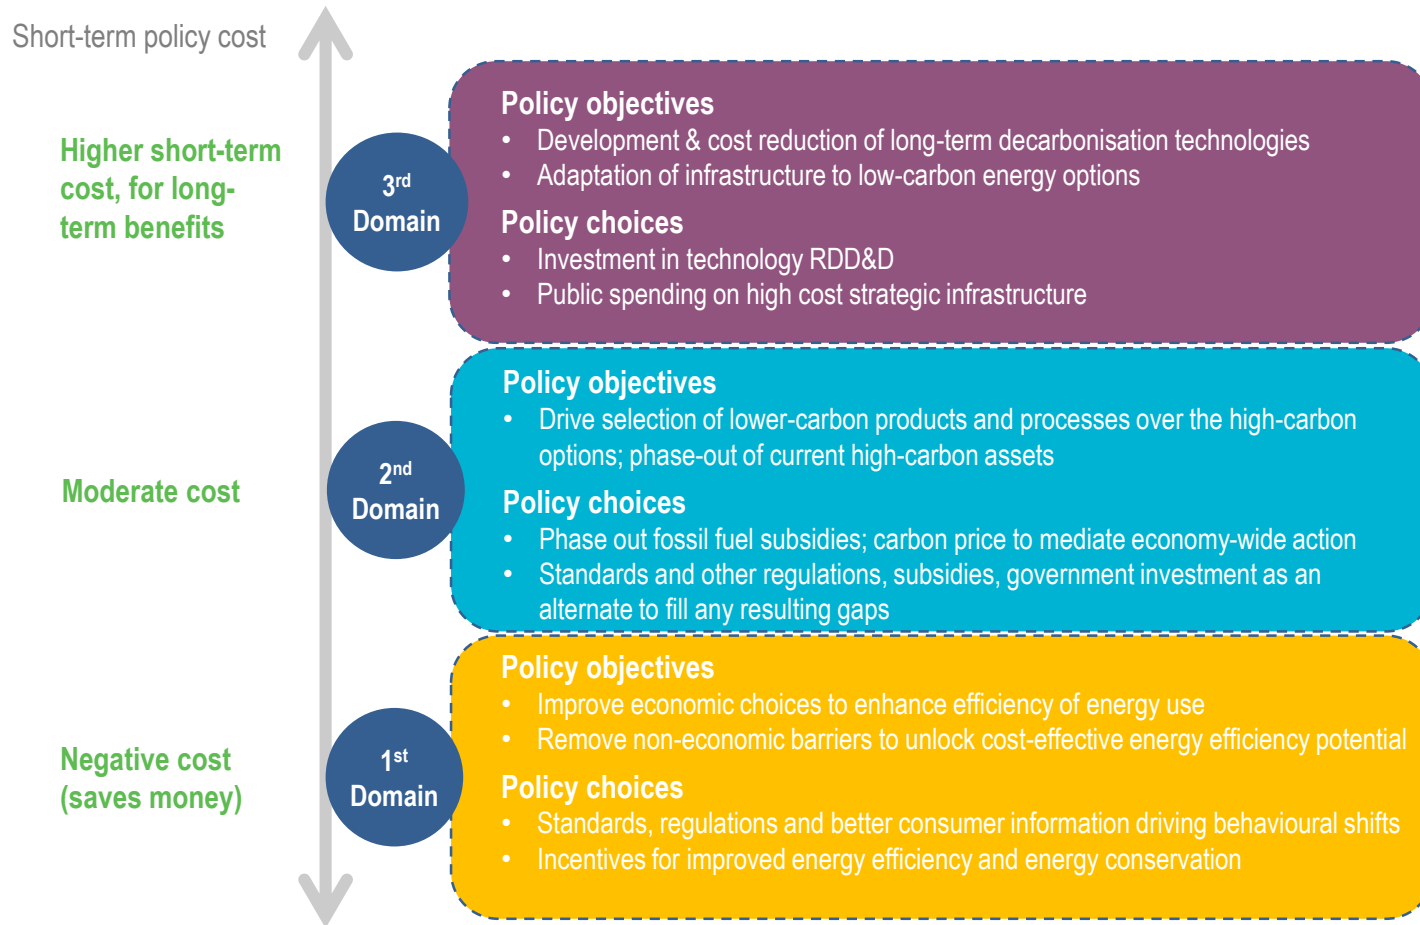 Short-term policy cost
Higher short-term
cost, for long-
term benefits
3rd
Domain
Policy objectives
• Development & cost reduction of long-term decarbonisation technologies
• Adaptation of infrastructure to low-carbon energy options
Policy choices
• Investment in technology RDD&D
• Public spending on high cost strategic infrastructure
Moderate cost
2nd
Domain
Policy objectives
• Drive selection of lower-carbon products and processes over the high-carbon
options; phase-out of current high-carbon assets
Policy choices
• Phase out fossil fuel subsidies; carbon price to mediate economy-wide action
• Standards and other regulations, subsidies, government investment as an
alternate to fill any resulting gaps
Negative cost
(saves money)
1st
Domain
Policy objectives
• Improve economic choices to enhance efficiency of energy use
• Remove non-economic barriers to unlock cost-effective energy efficiency potential
Policy choices
• Standards, regulations and better consumer information driving behavioural shifts
• Incentives for improved energy efficiency and energy conservation